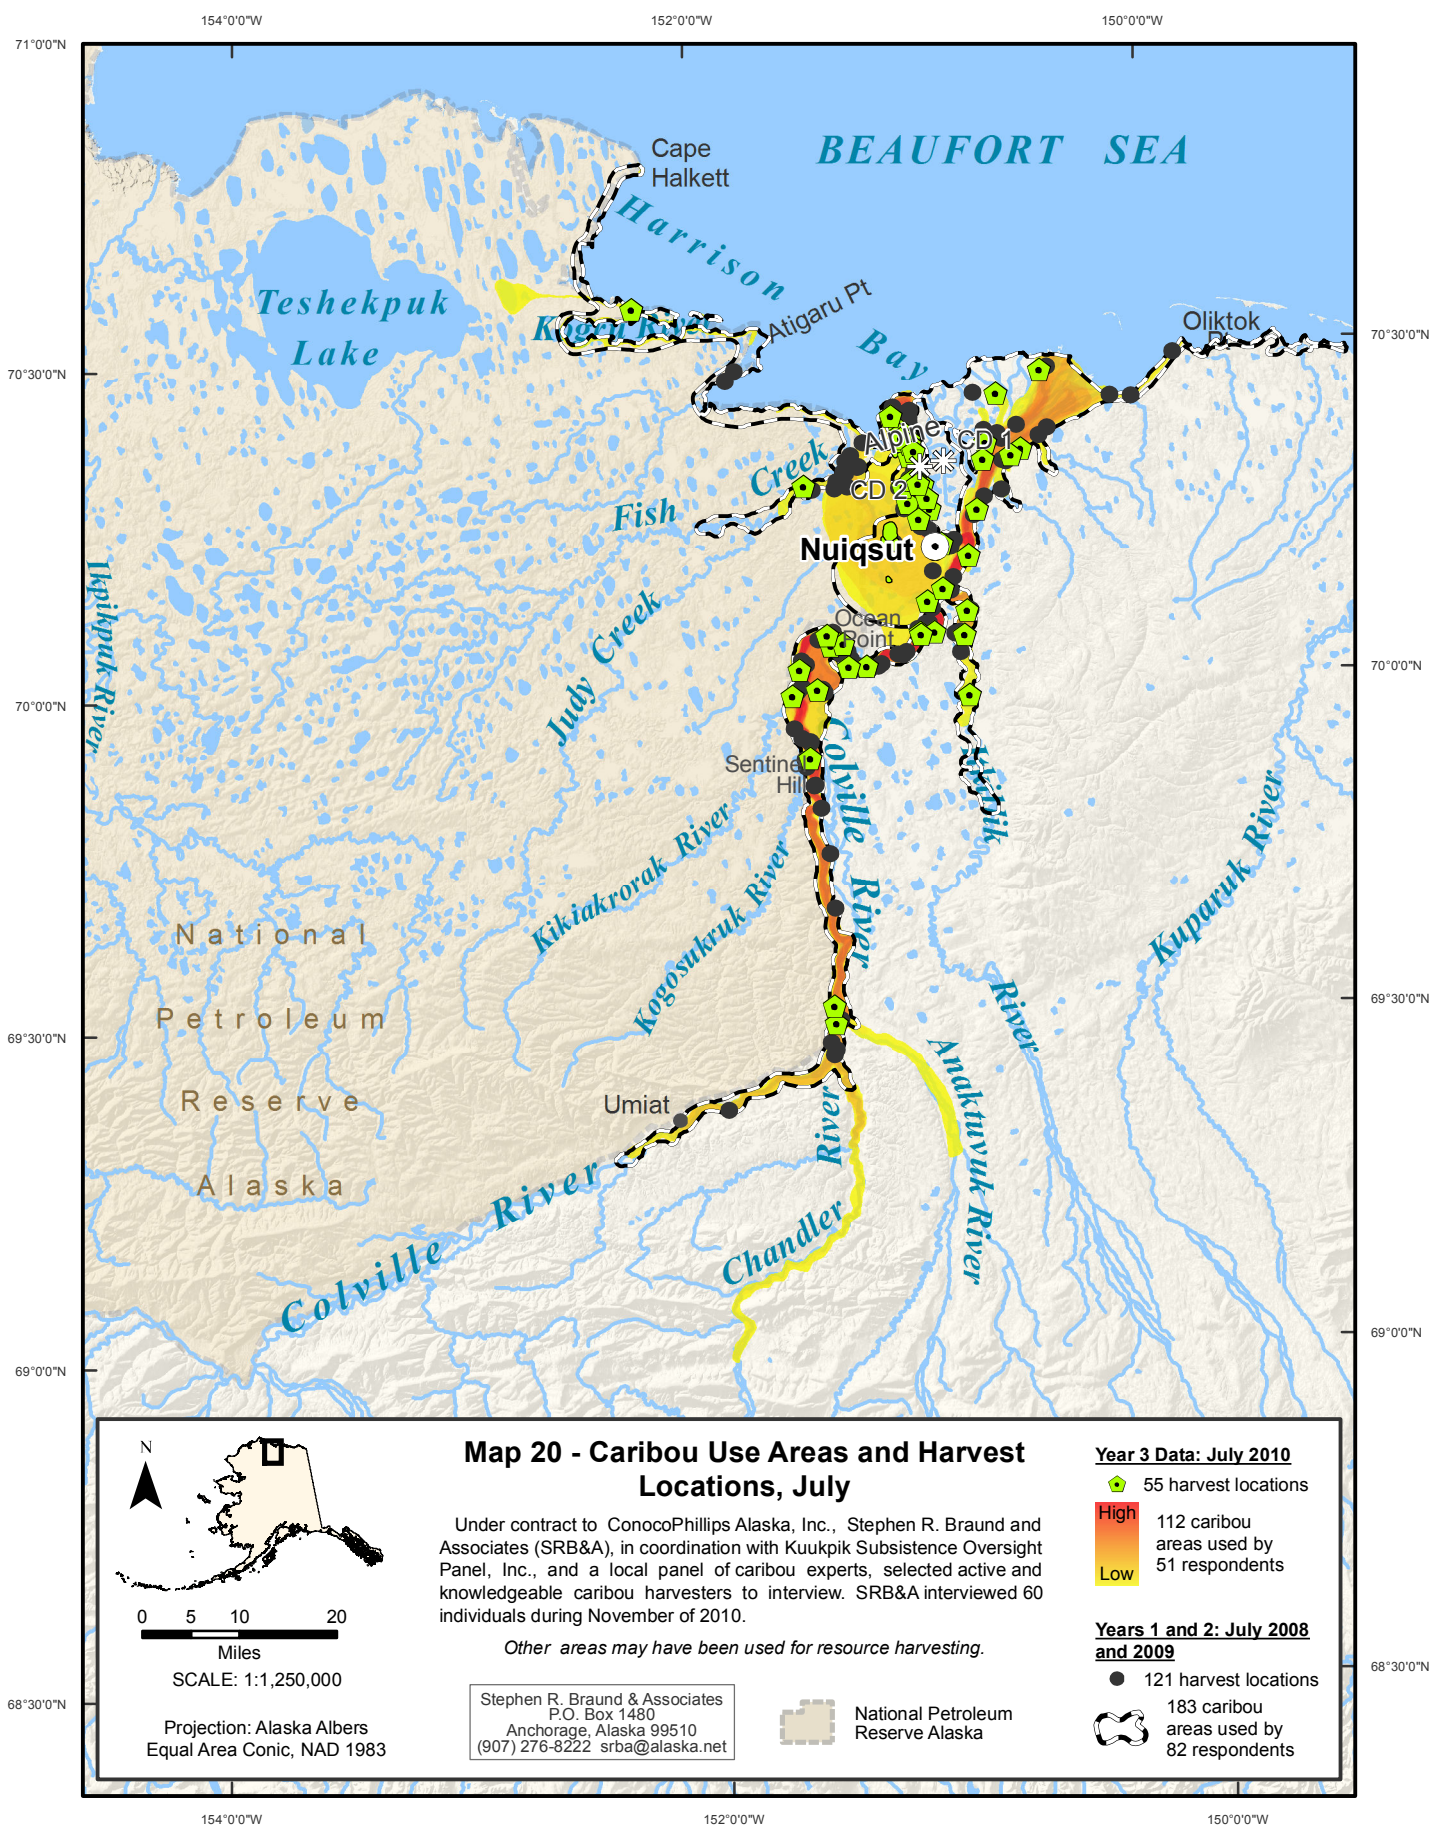 154°0'0"W
152°0'0"W
150°0'0"W
71°0'0"N
Cape
Halkett
BEAUFORT SEA
Harrison
Bay
Teshekpuk
Lake
Kogru River
Atigaru Pt
Oliktok
70°30'0"N
70°30'0"N
Alpine
CD 1
CD 2
Fish
Creek
Nuiqsut
Ikpikpuk River
Judy Creek
Ocean
Point
70°0'0"N
70°0'0"N
Sentinel
Hill
Colville
River
Itkillik
River
Kikiakrorak River
Kogosukruk River
Kuparuk River
National
Petroleum
Reserve
Alaska
69°30'0"N
69°30'0"N
Umiat
Anaktuvuk River
Chandler
River
Colville River
69°0'0"N
69°0'0"N
68°30'0"N
68°30'0"N
N
0 5 10 20
Miles
SCALE: 1:1,250,000
Projection: Alaska Albers
Equal Area Conic, NAD 1983
Map 20 - Caribou Use Areas and Harvest
Locations, July
Under contract to ConocoPhillips Alaska, Inc., Stephen R. Braund and
Associates (SRB&A), in coordination with Kuukpik Subsistence Oversight
Panel, Inc., and a local panel of caribou experts, selected active and
knowledgeable caribou harvesters to interview. SRB&A interviewed 60
individuals during November of 2010.
Other areas may have been used for resource harvesting.
Stephen R. Braund & Associates
P.O. Box 1480
Anchorage, Alaska 99510
(907) 276-8222 srba@alaska.net
National Petroleum
Reserve Alaska
Year 3 Data: July 2010
55 harvest locations
High
Low
112 caribou
areas used by
51 respondents
Years 1 and 2: July 2008
and 2009
121 harvest locations
183 caribou
areas used by
82 respondents
154°0'0"W
152°0'0"W
150°0'0"W